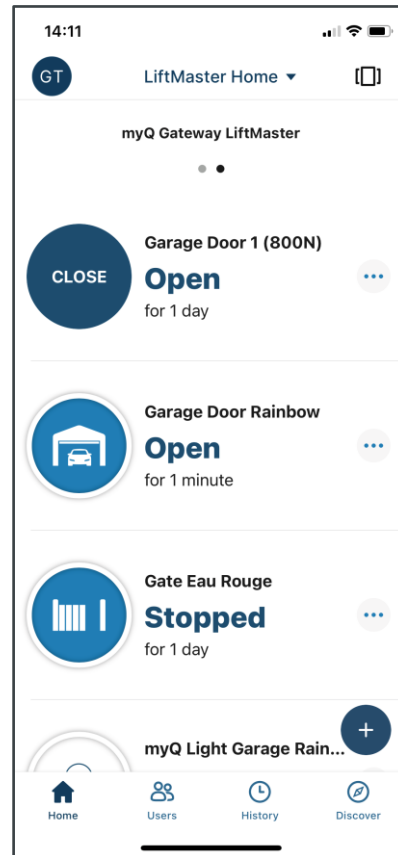 14:11
GT
LiftMaster Home
myQ Gateway LiftMaster
Garage Door 1 (800N)
CLOSE
Open
for 1 day
Garage Door Rainbow
Open
for 1 minute
Gate Eau Rouge
Stopped
for 1 day
+
myQ Light Garage Rain...
Home
Users
History
Discover